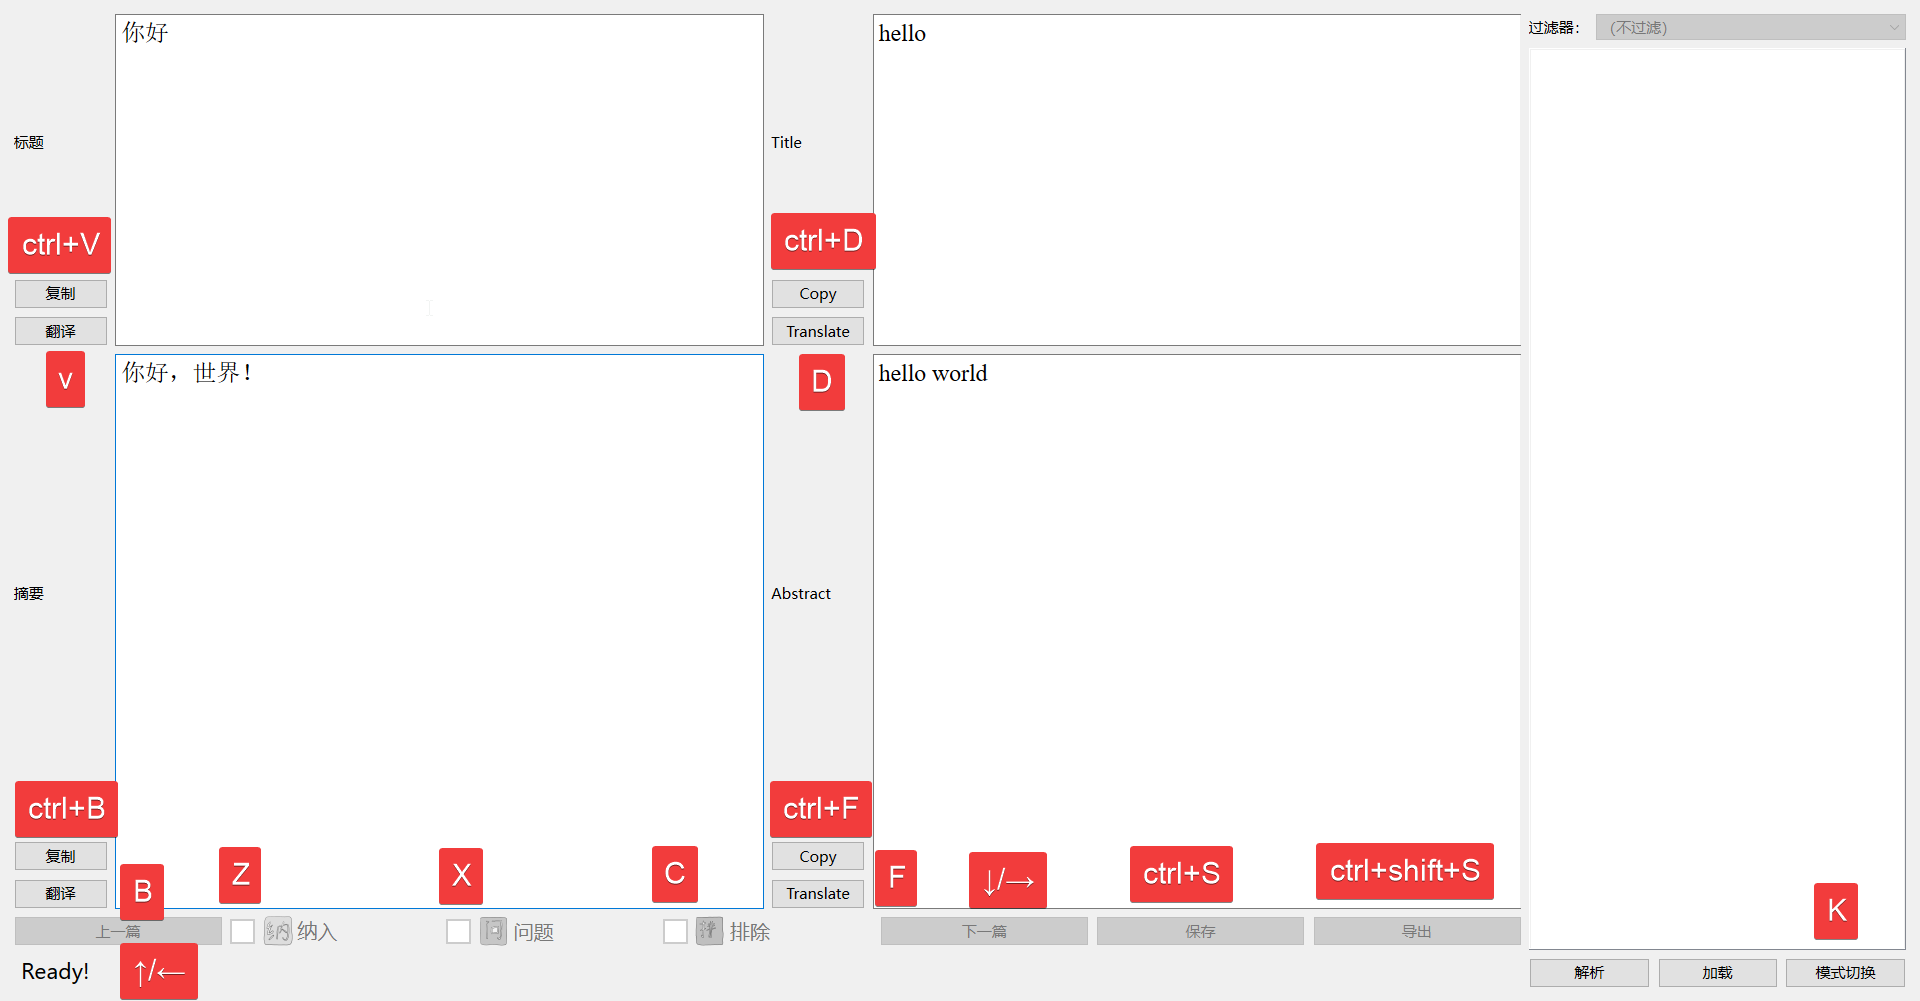 你好
标题
ctrl+V
复制
翻译
V
你好，世界！
摘要
ctrl+B
复制
翻译
B
Z
X
C
上一篇
纳 纳入
问 问题
排除
Ready!
↑/←
hello
Title
ctrl+D
Copy
Translate
D
hello world
Abstract
ctrl+F
Copy
Translate
F
↓/→
ctrl+S
ctrl+shift+S
下一篇
保存
导出
过滤器：
(不过滤)
K
解析
加载
模式切换